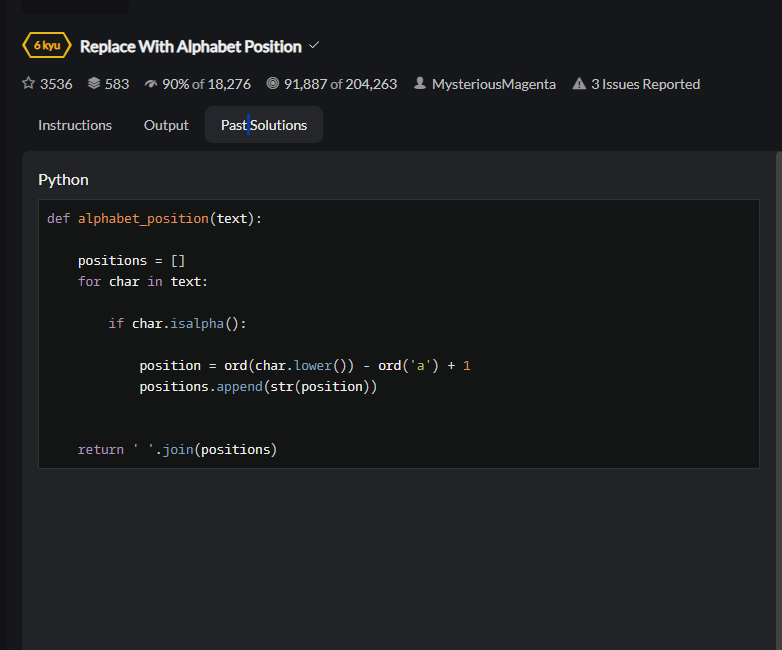 6 kyu Replace With Alphabet Position
3536 583 90% of 18,276 91,887 of 204,263 MysteriousMagenta 3 Issues Reported
Instructions Output Past Solutions
Python
def alphabet_position(text):
positions = []
for char in text:
if char.isalpha():
position = ord(char.lower()) - ord('a') + 1
positions.append(str(position))
return ' '.join(positions)